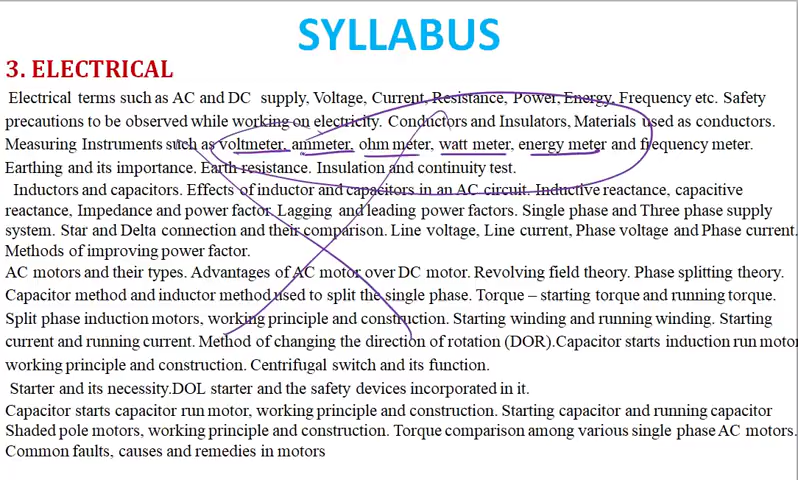 SYLLABUS
3. ELECTRICAL
Electrical terms such as AC and DC supply, Voltage, Current, Resistance, Power, Energy, Frequency etc. Safety
precautions to be observed while working on electricity. Conductors and Insulators, Materials used as conductors.
Measuring Instruments such as voltmeter, ammeter, ohm meter, watt meter, energy meter and frequency meter.
Earthing and its importance. Earth resistance. Insulation and continuity test.
Inductors and capacitors. Effects of inductor and capacitors in an AC circuit. Inductive reactance, capacitive
reactance, Impedance and power factor. Lagging and leading power factors. Single phase and Three phase supply
system. Star and Delta connection and their comparison. Line voltage, Line current, Phase voltage and Phase current.
Methods of improving power factor.
AC motors and their types. Advantages of AC motor over DC motor. Revolving field theory. Phase splitting theory.
Capacitor method and inductor method used to split the single phase. Torque – starting torque and running torque.
Split phase induction motors, working principle and construction. Starting winding and running winding. Starting
current and running current. Method of changing the direction of rotation (DOR).Capacitor starts induction run motor
working principle and construction. Centrifugal switch and its function.
Starter and its necessity.DOL starter and the safety devices incorporated in it.
Capacitor starts capacitor run motor, working principle and construction. Starting capacitor and running capacitor
Shaded pole motors, working principle and construction. Torque comparison among various single phase AC motors.
Common faults, causes and remedies in motors